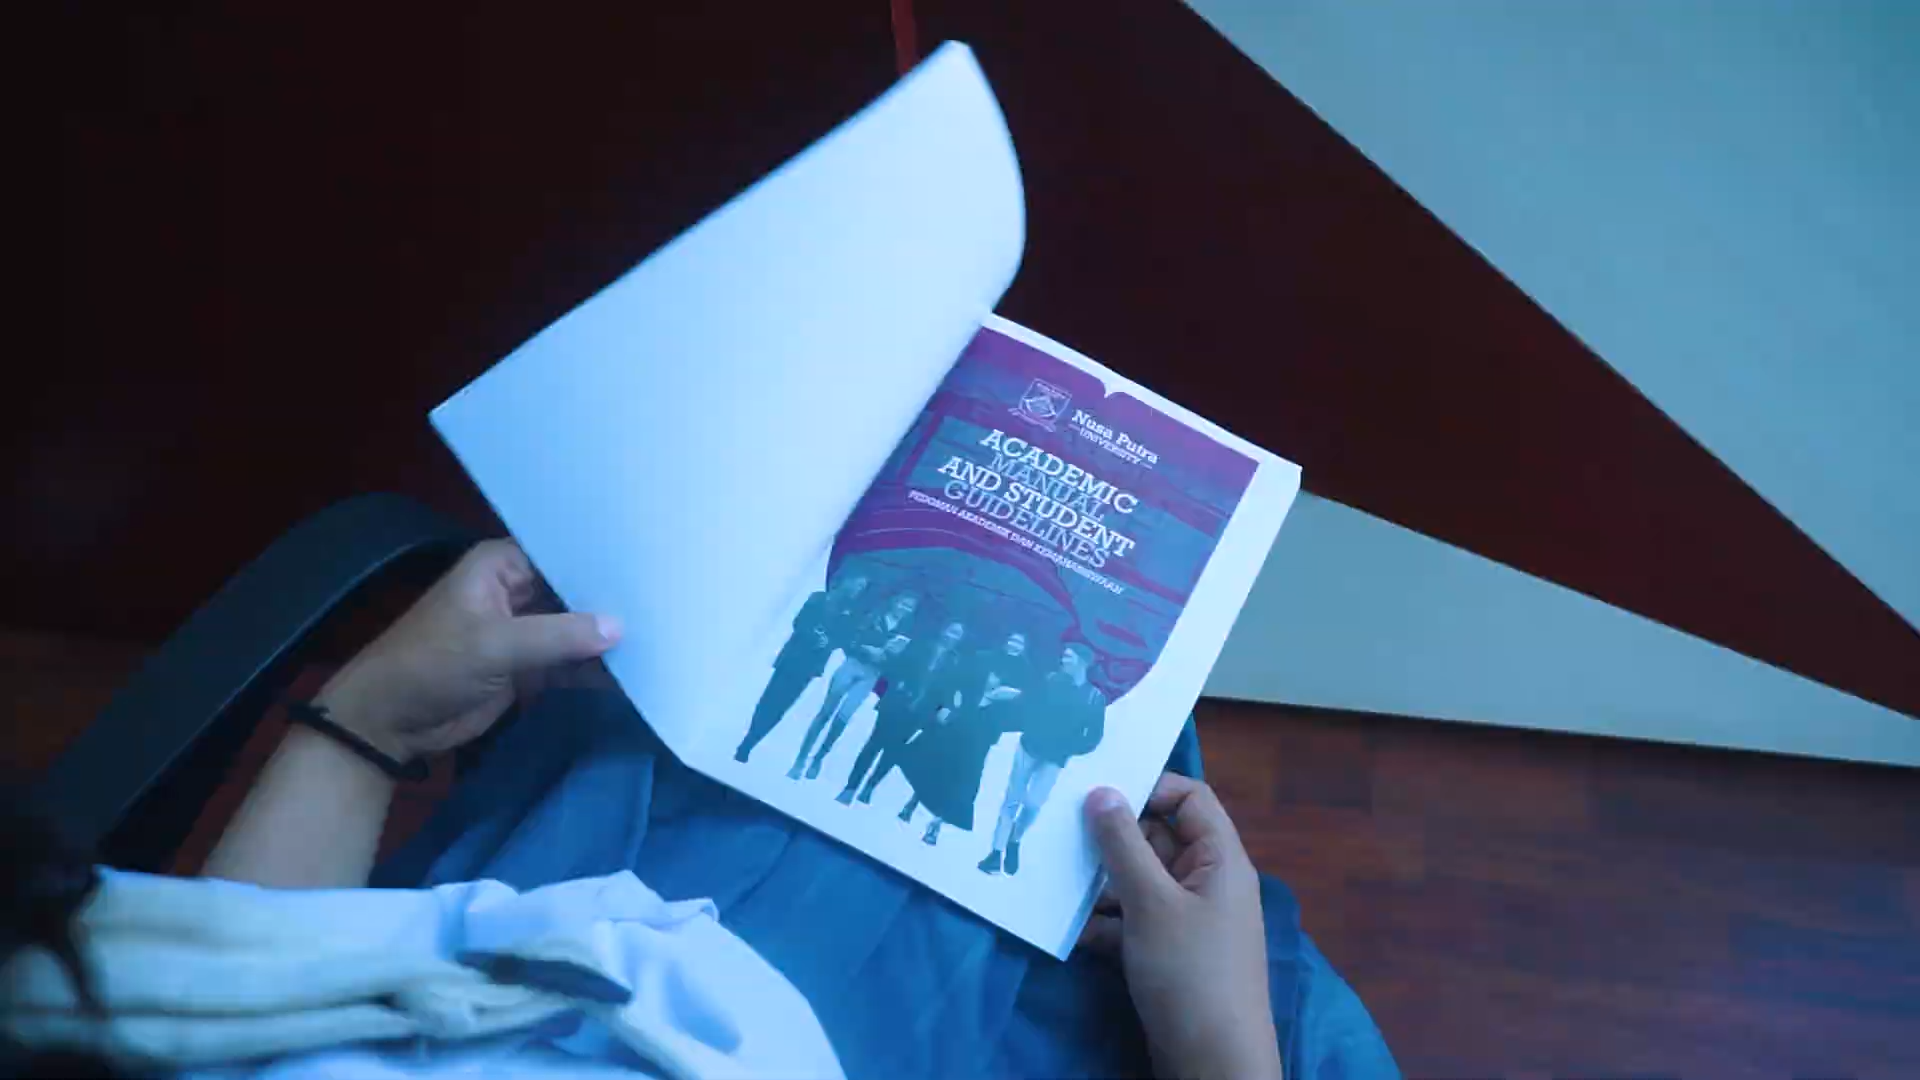 Nusa Putra
UNIVERSITY
ACADEMIC
MANUAL
AND STUDENT
GUIDELINES
PEDOMAN AKADEMIK DAN KEMAHASISWAAN